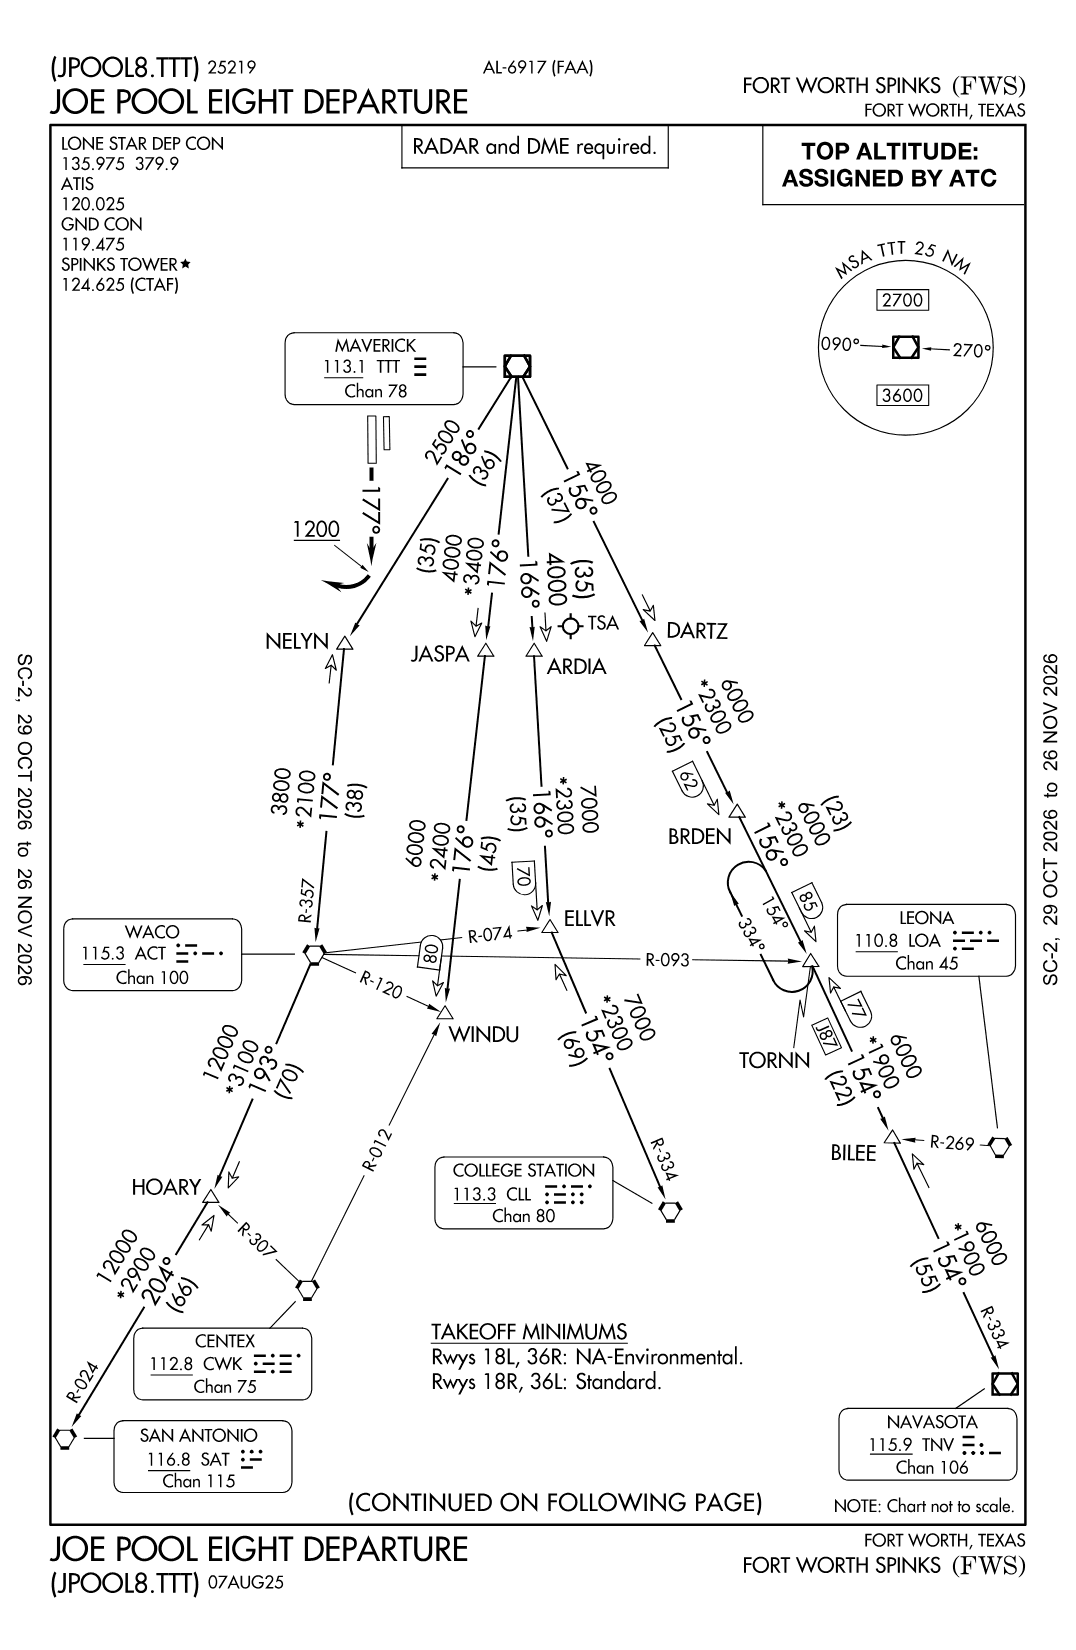 (JPOOL8.TTT) 25219
AL-6917 (FAA)
JOE POOL EIGHT DEPARTURE
FORT WORTH SPINKS (FWS)
FORT WORTH, TEXAS
LONE STAR DEP CON
135.975 379.9
ATIS
120.025
GND CON
119.475
SPINKS TOWER★
124.625 (CTAF)
RADAR and DME required.
TOP ALTITUDE:
ASSIGNED BY ATC
MSA TTT 25 NM
2700
090°
270°
3600
MAVERICK
113.1 TTT
Chan 78
177°
1200
2500
186°
(36)
(35)
4000
*3400
176°
166°
4000
(35)
4000
156°
(37)
TSA
NELYN
JASPA
ARDIA
DARTZ
3800
*2100
177°
(38)
R-357
6000
*2400
176°
(45)
80
7000
*2300
166°
(35)
70
6000
*2300
156°
(25)
62
BRDEN
(23)
6000
*2300
156°
85
154°
334°
WACO
115.3 ACT
Chan 100
R-074
ELLVR
R-093
R-120
WINDU
LEONA
110.8 LOA
Chan 45
TORNN
77
J87
6000
*1900
154°
(22)
7000
*2300
154°
(69)
R-334
12000
*3100
193°
(70)
R-012
HOARY
R-307
COLLEGE STATION
113.3 CLL
Chan 80
BILEE
R-269
6000
*1900
154°
(55)
R-334
12000
*2900
204°
(66)
R-024
CENTEX
112.8 CWK
Chan 75
TAKEOFF MINIMUMS
Rwys 18L, 36R: NA-Environmental.
Rwys 18R, 36L: Standard.
SAN ANTONIO
116.8 SAT
Chan 115
NAVASOTA
115.9 TNV
Chan 106
(CONTINUED ON FOLLOWING PAGE)
NOTE: Chart not to scale.
JOE POOL EIGHT DEPARTURE
(JPOOL8.TTT) 07AUG25
FORT WORTH, TEXAS
FORT WORTH SPINKS (FWS)
SC-2, 29 OCT 2026 to 26 NOV 2026
SC-2, 29 OCT 2026 to 26 NOV 2026